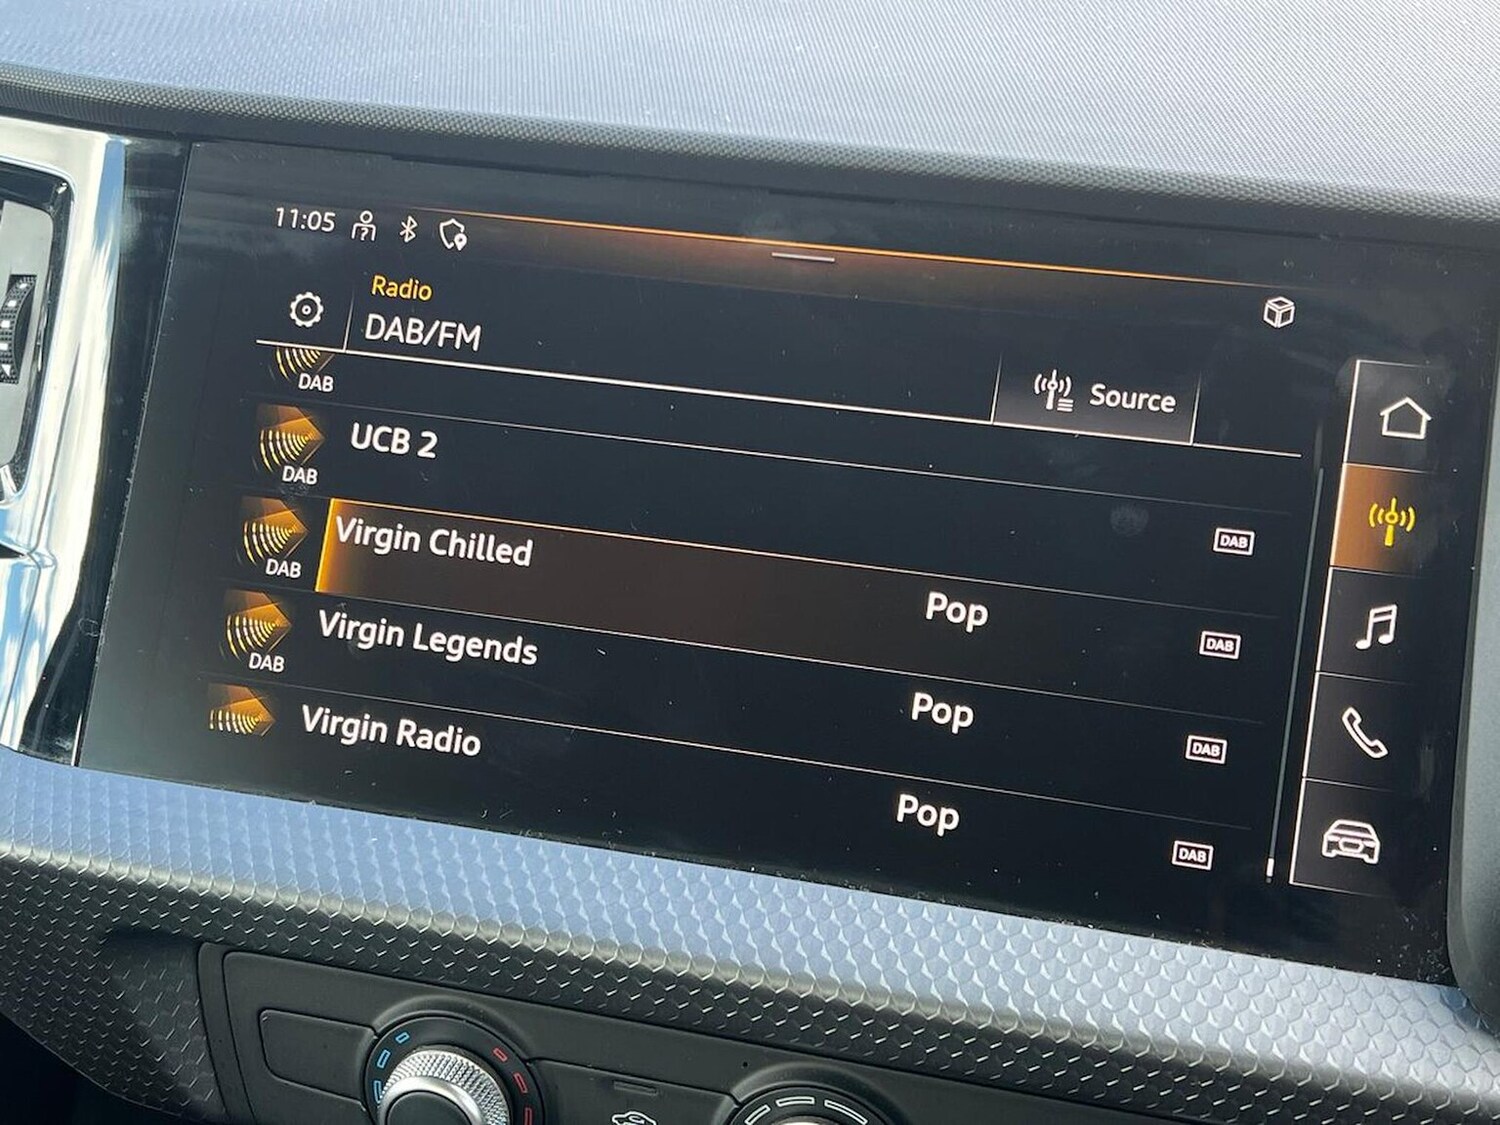 11:05
Radio
DAB/FM
Source
DAB
UCB 2
DAB
DAB
Virgin Chilled
DAB
Pop
DAB
Virgin Legends
DAB
Pop
DAB
Virgin Radio
Pop
DAB